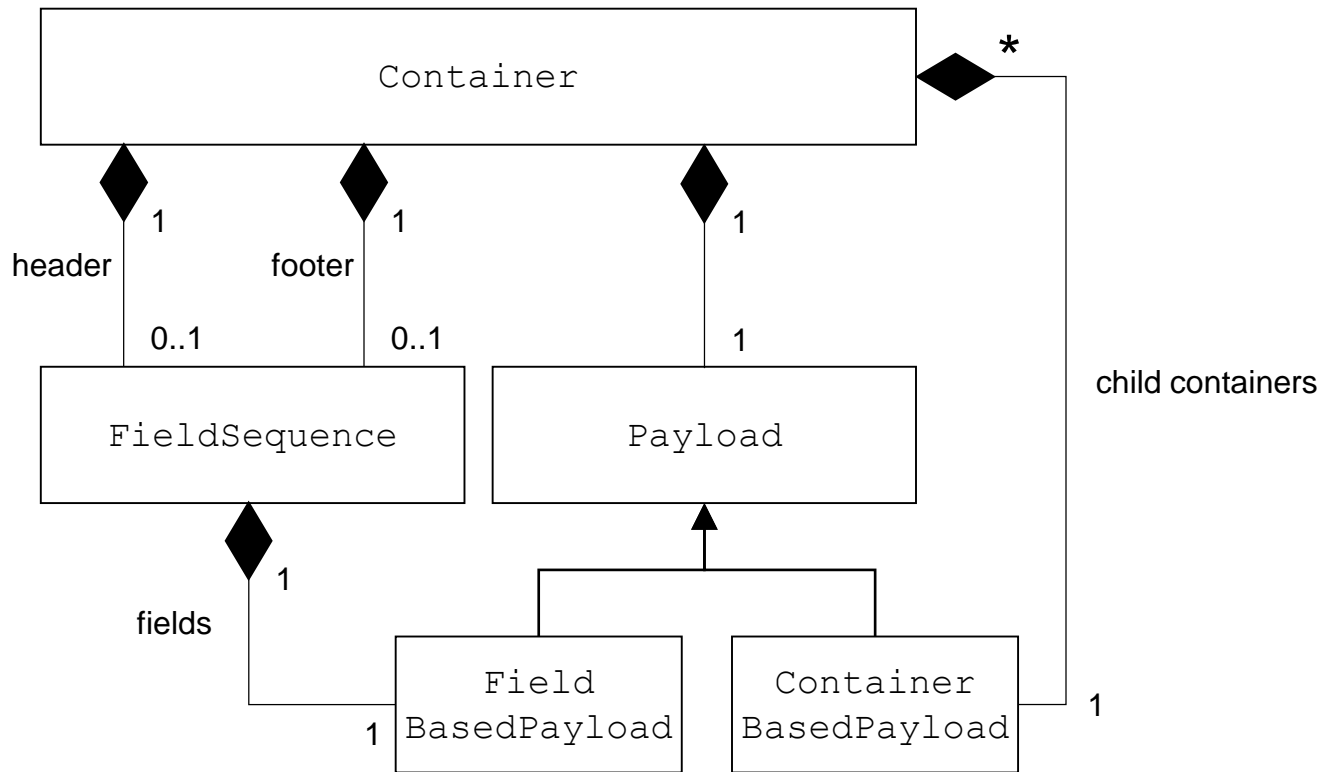 Container
*
1
1
1
header
footer
0..1
0..1
1
child containers
FieldSequence
Payload
1
fields
Field
BasedPayload
Container
BasedPayload
1
1